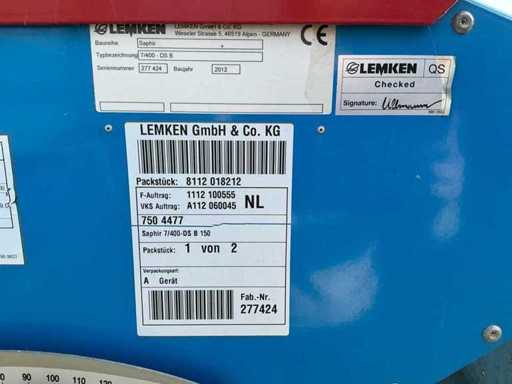 LEMKEN
LEMKEN GmbH & Co. KG
Weseler Strasse 5, 46519 Alpen - GERMANY
Baureihe Saphir
Typbezeichnung 7/400 - DS B
Seriennummer 277 424 Baujahr 2012
CE
LEMKEN QS
Checked
Signature:
LEMKEN GmbH & Co. KG
Packstück: 8112 018212
F-Auftrag: 1112 100555
VKS Auftrag: A112 060045 NL
750 4477
Saphir 7/400-DS B 150
Packstück: 1 von 2
Verpackungsart:
A Gerät
Fab.-Nr.
277424
80 90 100 110 120